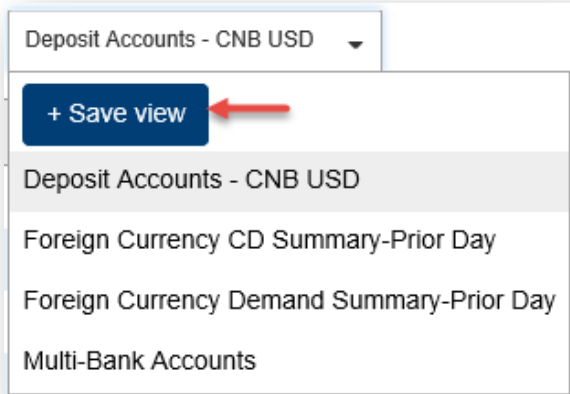 Deposit Accounts - CNB USD
+ Save view
Deposit Accounts - CNB USD
Foreign Currency CD Summary-Prior Day
Foreign Currency Demand Summary-Prior Day
Multi-Bank Accounts